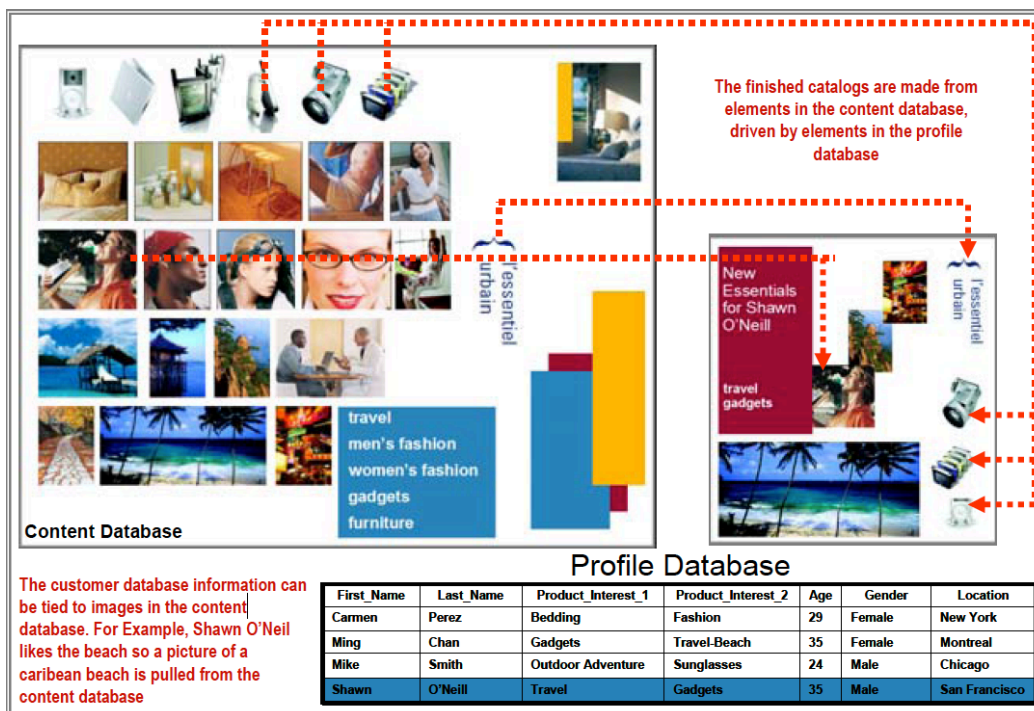 The finished catalogs are made from
elements in the content database,
driven by elements in the profile
database
l'essentiel
urbain
travel
men's fashion
women's fashion
gadgets
furniture
Content Database
New
Essentials
for Shawn
O'Neill
travel
gadgets
l'essentiel
urbain
The customer database information can
be tied to images in the content
database. For Example, Shawn O'Neil
likes the beach so a picture of a
caribean beach is pulled from the
content database
Profile Database
First_Name Last_Name Product_Interest_1 Product_Interest_2 Age Gender Location
Carmen Perez Bedding Fashion 29 Female New York
Ming Chan Gadgets Travel-Beach 35 Female Montreal
Mike Smith Outdoor Adventure Sunglasses 24 Male Chicago
Shawn O'Neill Travel Gadgets 35 Male San Francisco